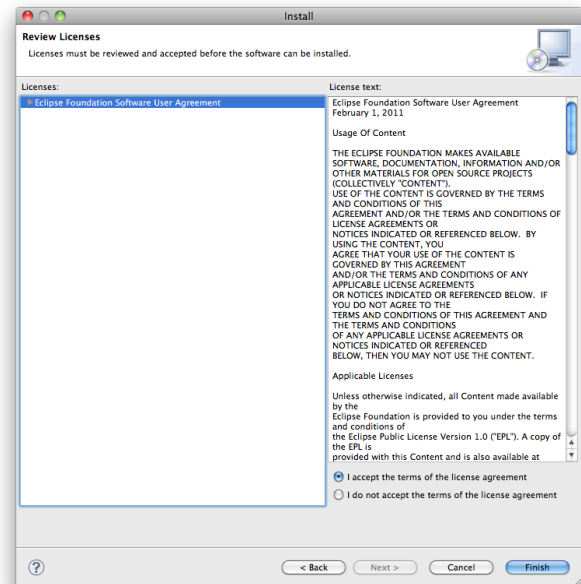 Install
Review Licenses
Licenses must be reviewed and accepted before the software can be installed.
Licenses:
Eclipse Foundation Software User Agreement
License text:
Eclipse Foundation Software User Agreement
February 1, 2011
Usage Of Content
THE ECLIPSE FOUNDATION MAKES AVAILABLE
SOFTWARE, DOCUMENTATION, INFORMATION AND/OR
OTHER MATERIALS FOR OPEN SOURCE PROJECTS
(COLLECTIVELY "CONTENT").
USE OF THE CONTENT IS GOVERNED BY THE TERMS
AND CONDITIONS OF THIS
AGREEMENT AND/OR THE TERMS AND CONDITIONS OF
LICENSE AGREEMENTS OR
NOTICES INDICATED OR REFERENCED BELOW. BY
USING THE CONTENT, YOU
AGREE THAT YOUR USE OF THE CONTENT IS
GOVERNED BY THIS AGREEMENT
AND/OR THE TERMS AND CONDITIONS OF ANY
APPLICABLE LICENSE AGREEMENTS
OR NOTICES INDICATED OR REFERENCED BELOW. IF
YOU DO NOT AGREE TO THE
TERMS AND CONDITIONS OF THIS AGREEMENT AND
THE TERMS AND CONDITIONS
OF ANY APPLICABLE LICENSE AGREEMENTS OR
NOTICES INDICATED OR REFERENCED
BELOW, THEN YOU MAY NOT USE THE CONTENT.
Applicable Licenses
Unless otherwise indicated, all Content made available
by the
Eclipse Foundation is provided to you under the terms
and conditions of
the Eclipse Public License Version 1.0 ("EPL"). A copy of
the EPL is
provided with this Content and is also available at
I accept the terms of the license agreement
I do not accept the terms of the license agreement
?
< Back
Next >
Cancel
Finish